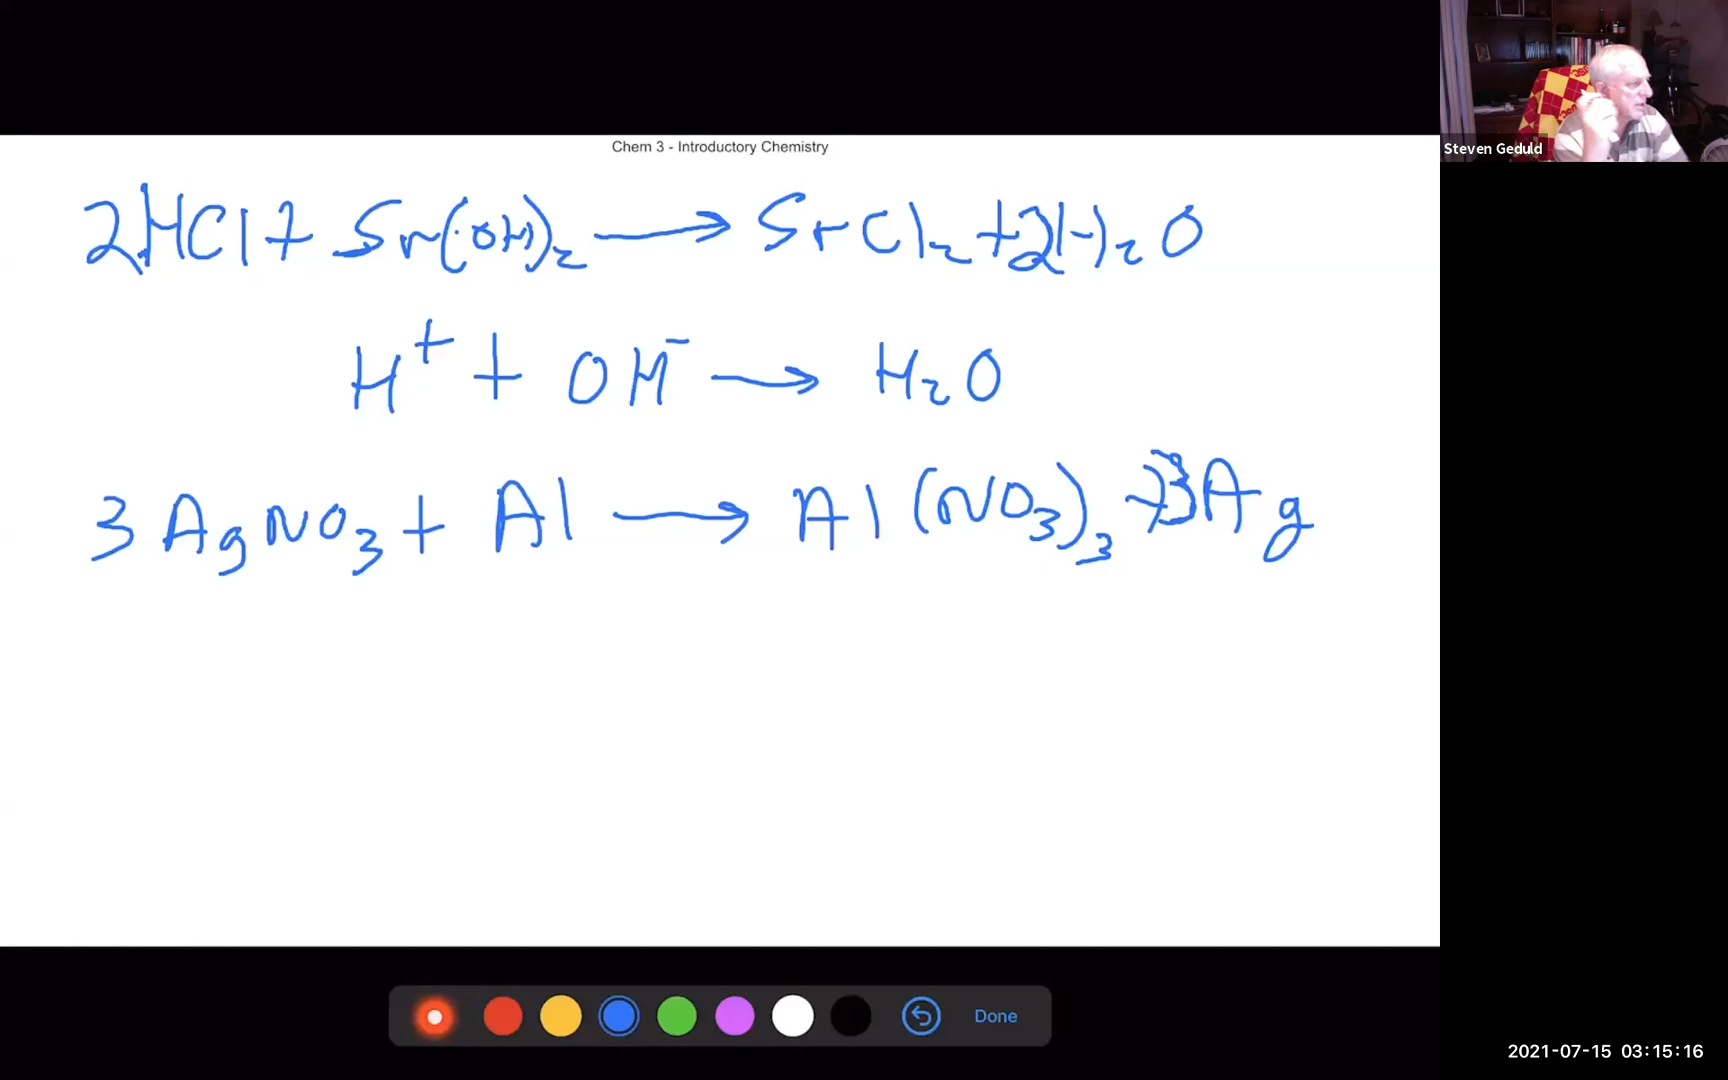 Chem 3 - Introductory Chemistry
Steven Geduld
2HCl + Sr(OH)₂ → SrCl₂ + 2H₂O
H⁺ + OH⁻ → H₂O
3 AgNO₃ + Al → Al(NO₃)₃ + 3Ag
Done
2021-07-15 03:15:16